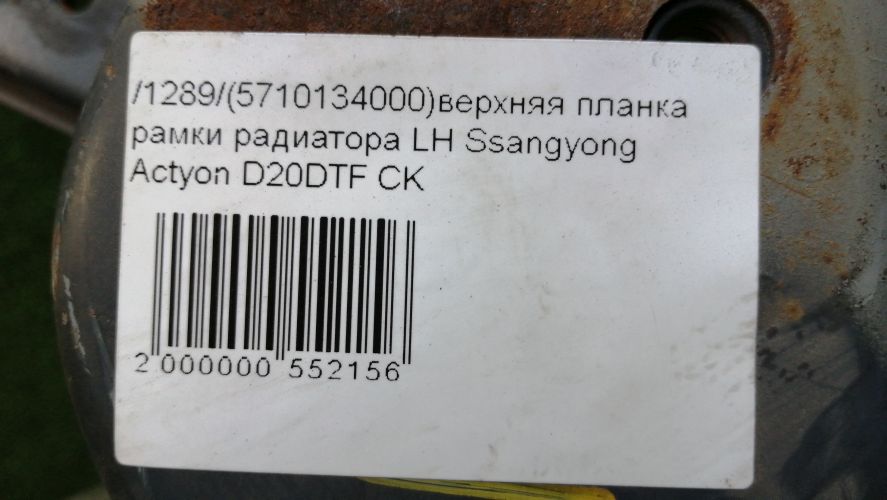 /1289/(5710134000)верхняя планка
рамки радиатора LH Ssangyong
Actyon D20DTF CK
2 000000 552156